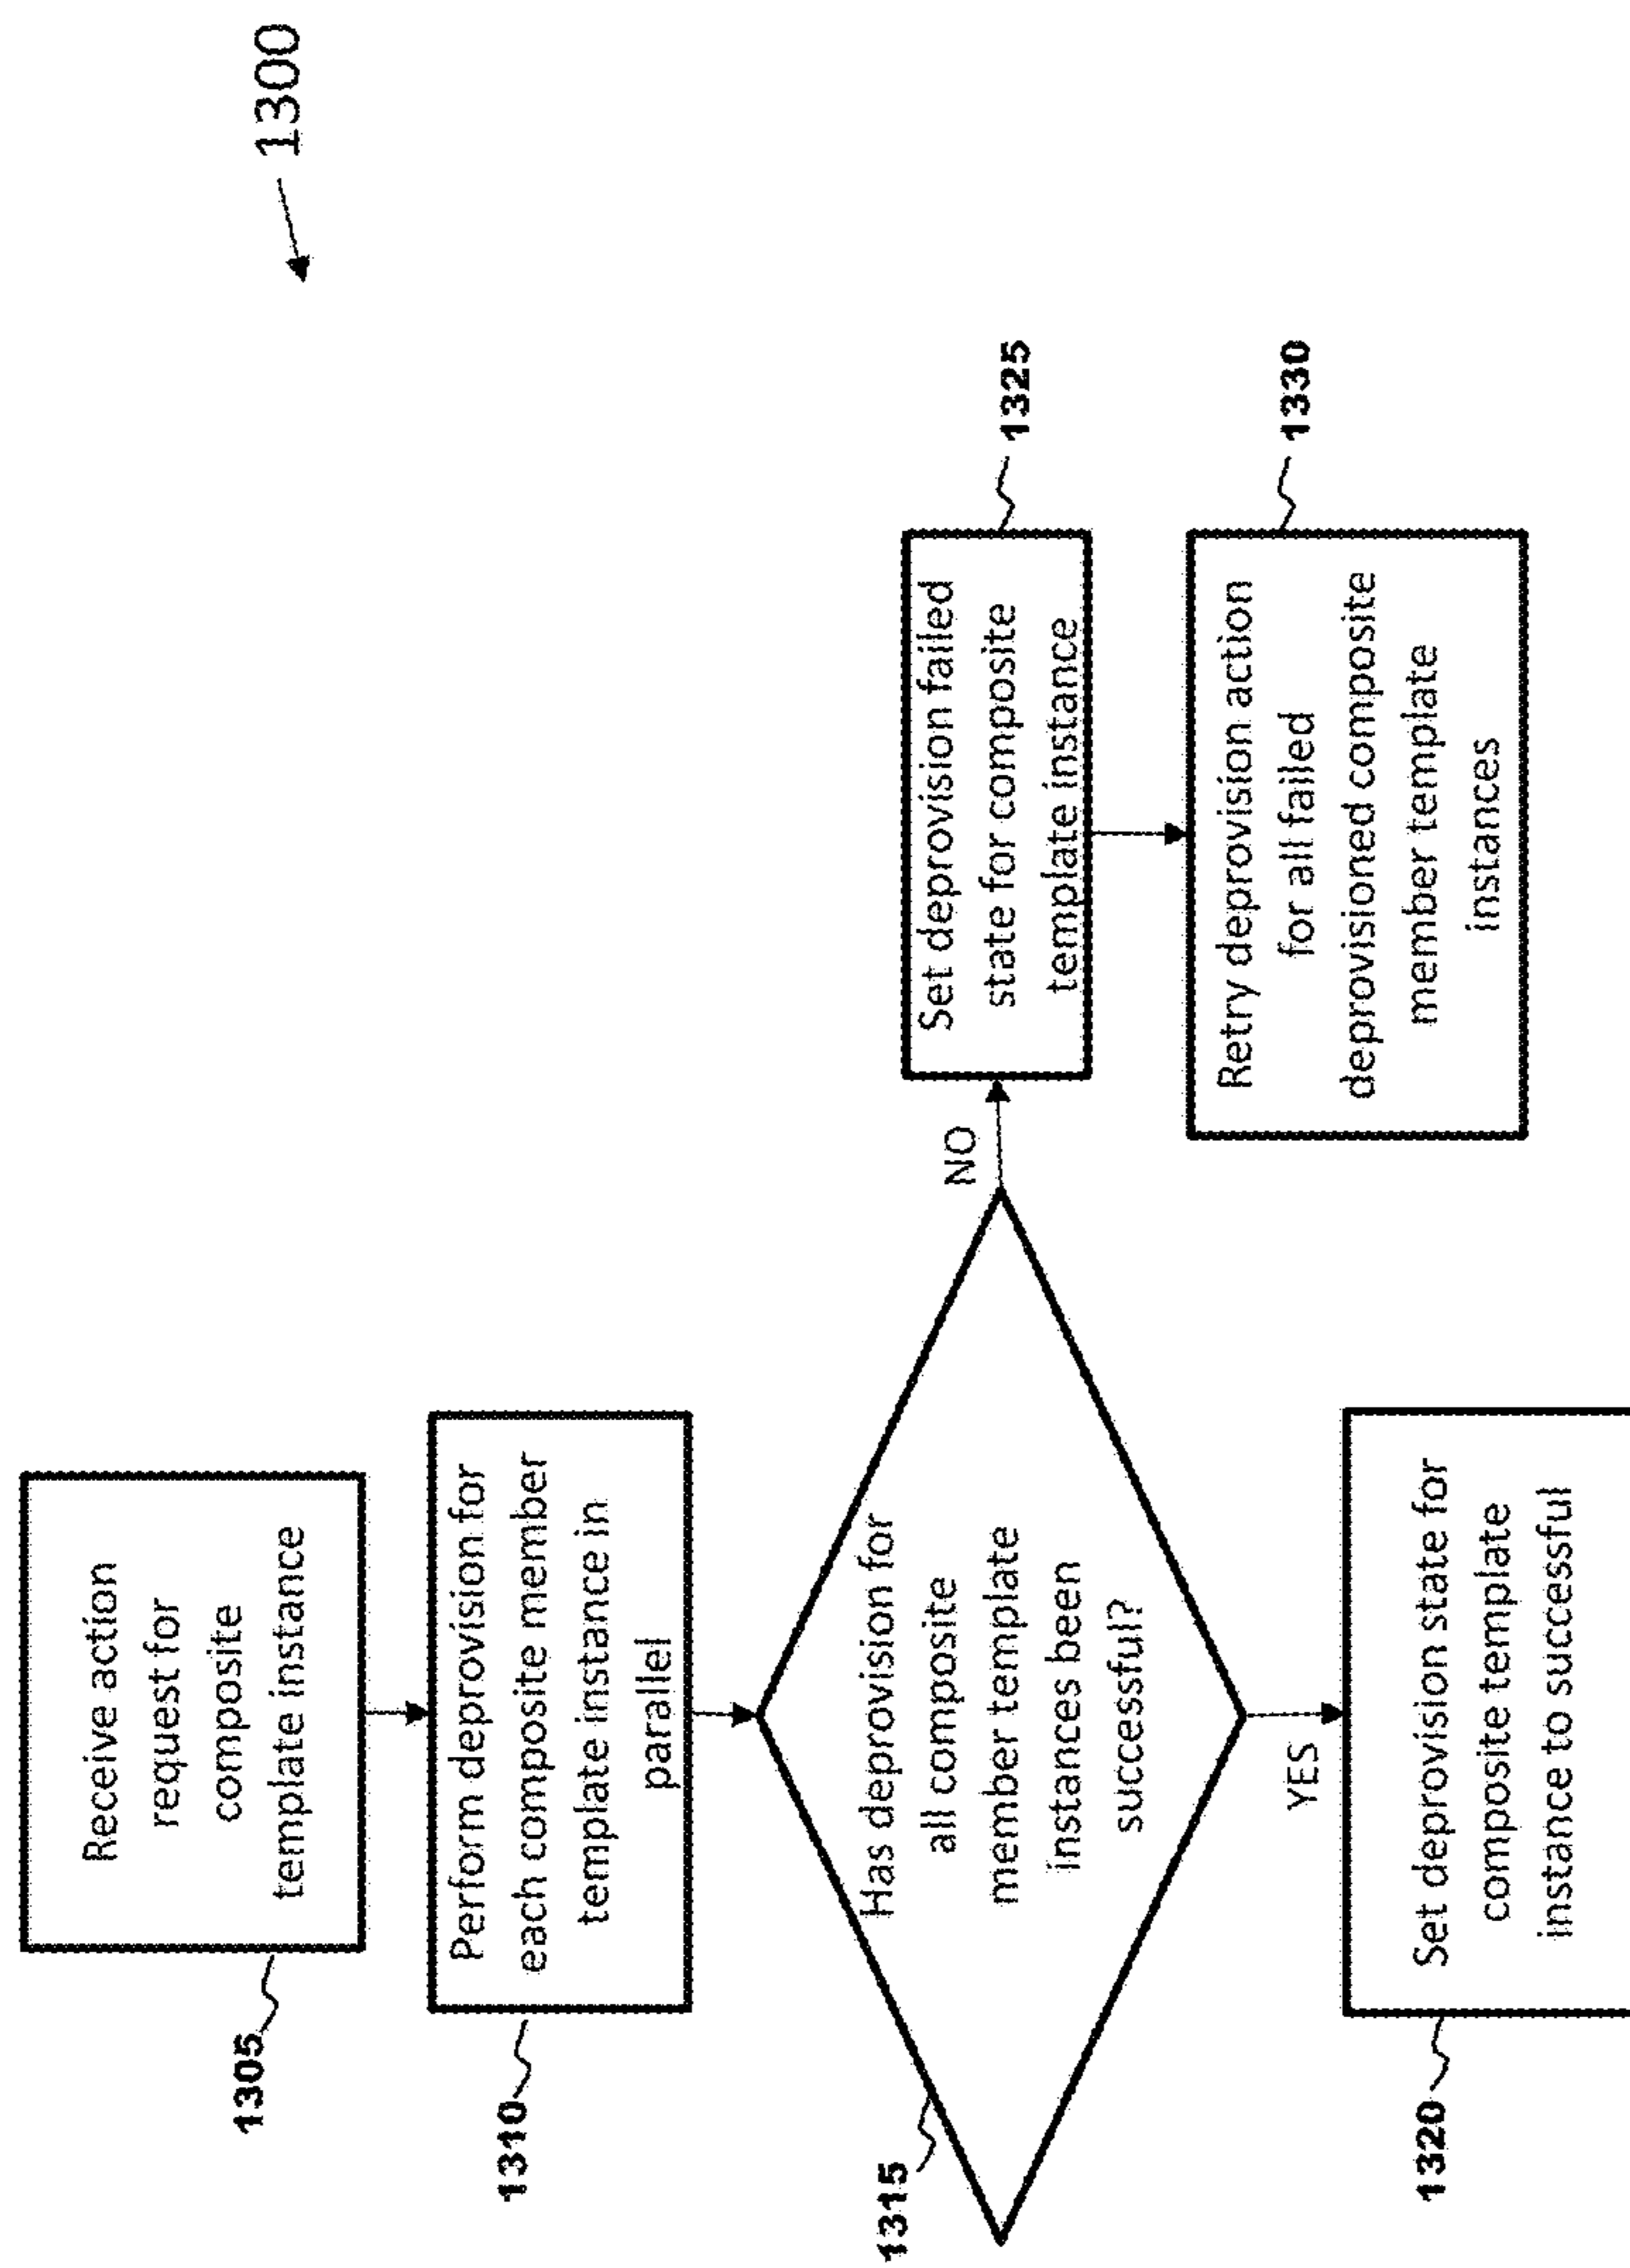 1300
1305
Receive action
request for
composite
template instance
1310
Perform deprovision for
each composite member
template instance in
parallel
1315
Has deprovision for
all composite
member template
instances been
successful?
NO
YES
1325
Set deprovision failed
state for composite
template instance
1330
Retry deprovision action
for all failed
deprovisioned composite
member template
instances
1320
Set deprovision state for
composite template
instance to successful